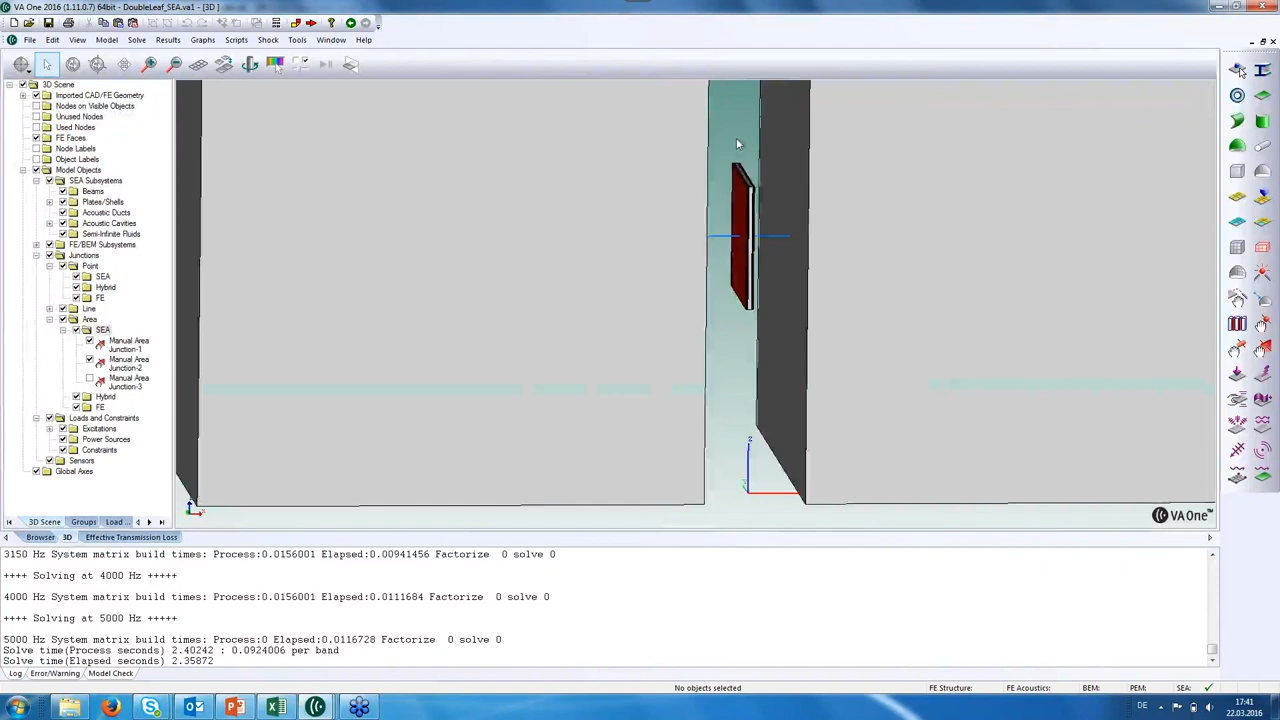 VA One 2016 (1.11.0.7) 64bit - DoubleLeaf_SEA.va1 - [3D ]
File Edit View Model Solve Results Graphs Scripts Shock Tools Window Help
3D Scene
Imported CAD/FE Geometry
Nodes on Visible Objects
Unused Nodes
Used Nodes
FE Faces
Node Labels
Object Labels
Model Objects
SEA Subsystems
Beams
Plates/Shells
Acoustic Ducts
Acoustic Cavities
Semi-Infinite Fluids
FE/BEM Subsystems
Junctions
Point
SEA
Hybrid
FE
Line
Area
SEA
Manual Area
Junction-1
Manual Area
Junction-2
Manual Area
Junction-3
Hybrid
FE
Loads and Constraints
Excitations
Power Sources
Constraints
Sensors
Global Axes
z
x
VA One™
3D Scene Groups Load ...
Browser 3D Effective Transmission Loss
3150 Hz System matrix build times: Process:0.0156001 Elapsed:0.00941456 Factorize 0 solve 0
++++ Solving at 4000 Hz +++++
4000 Hz System matrix build times: Process:0.0156001 Elapsed:0.0111684 Factorize 0 solve 0
++++ Solving at 5000 Hz +++++
5000 Hz System matrix build times: Process:0 Elapsed:0.0116728 Factorize 0 solve 0
Solve time(Process seconds) 2.40242 : 0.0924006 per band
Solve time(Elapsed seconds) 2.35872
Log Error/Warning Model Check
No objects selected FE Structure: FE Acoustics: BEM: PEM: SEA:
DE 17:41
22.03.2016